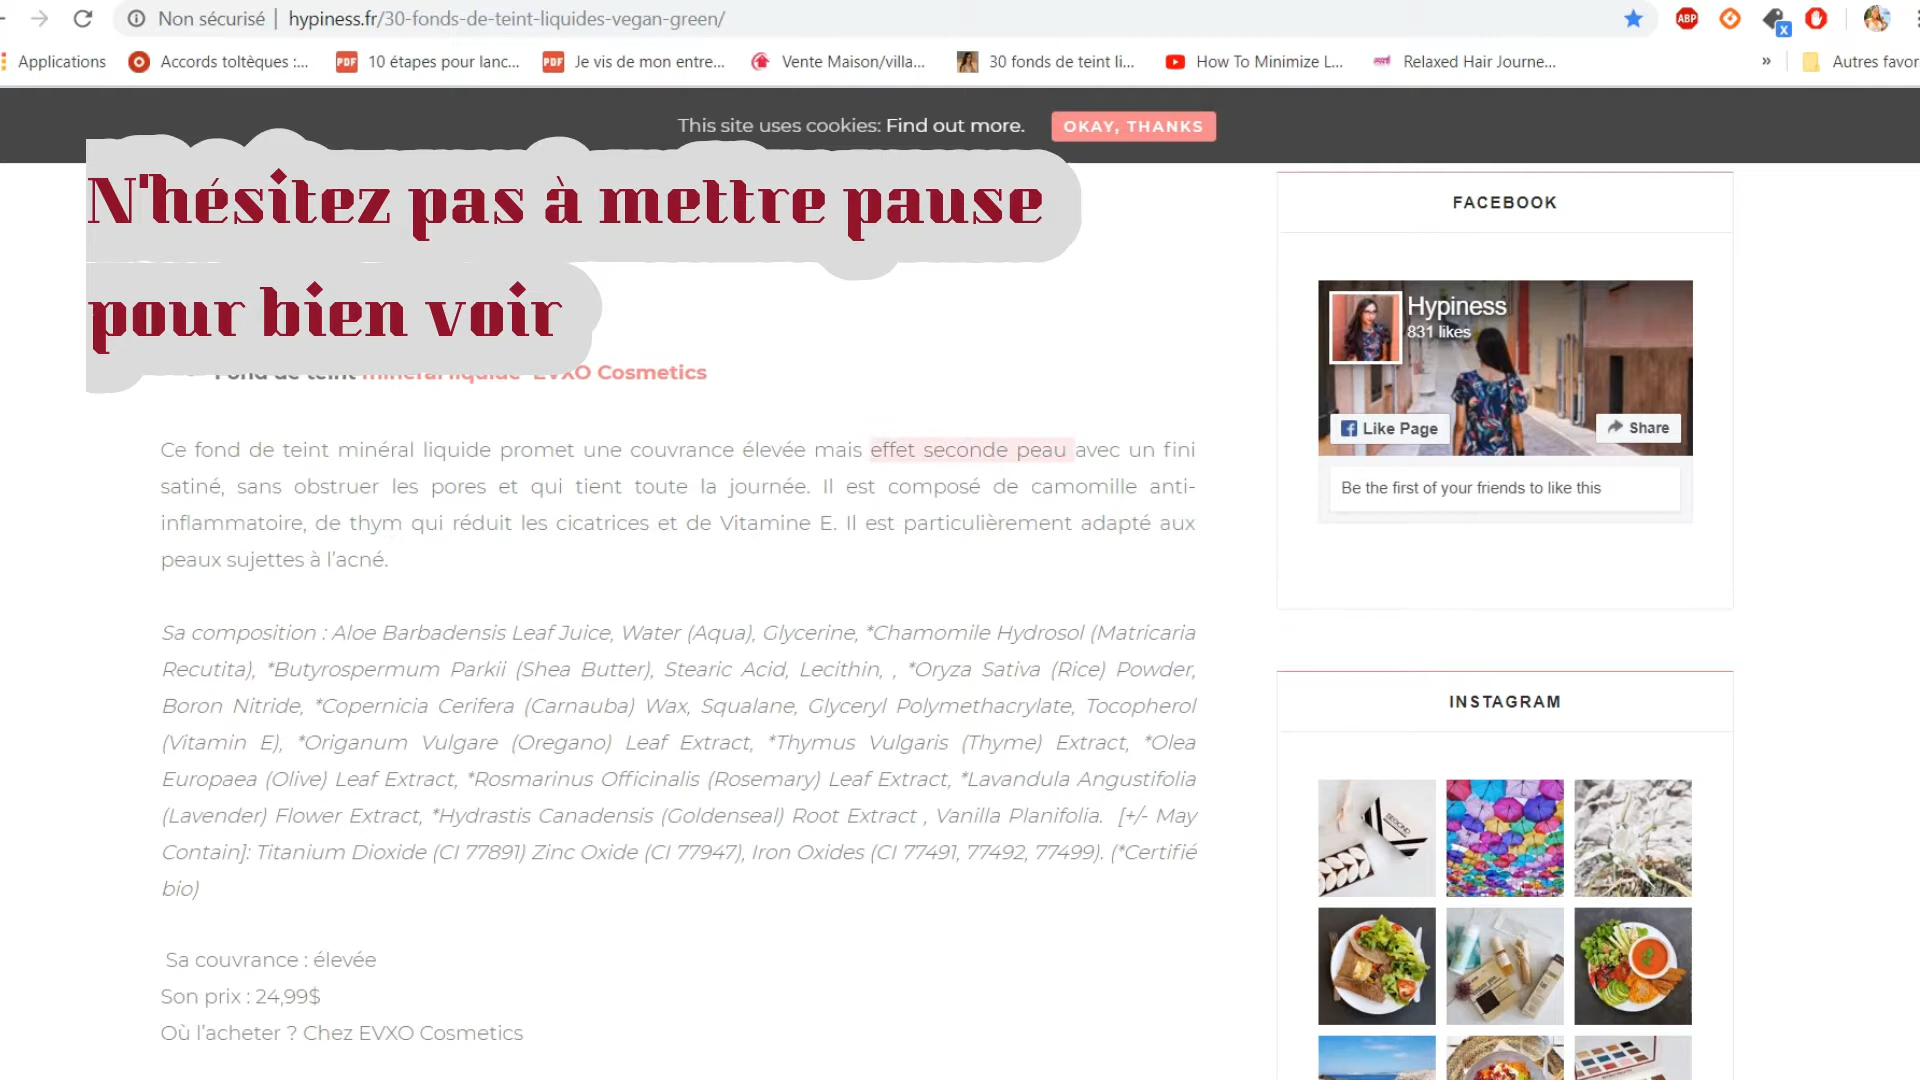 Non sécurisé | hypiness.fr/30-fonds-de-teint-liquides-vegan-green/
ABP
X
Applications
Accords toltèques :...
PDF 10 étapes pour lanc...
PDF Je vis de mon entre...
Vente Maison/villa...
30 fonds de teint li...
How To Minimize L...
Relaxed Hair Journe...
»
Autres favor
This site uses cookies: Find out more.
OKAY, THANKS
N'hésitez pas à mettre pause
pour bien voir
Fond de teint minéral liquide EVXO Cosmetics
Ce fond de teint minéral liquide promet une couvrance élevée mais effet seconde peau avec un fini
satiné, sans obstruer les pores et qui tient toute la journée. Il est composé de camomille anti-
inflammatoire, de thym qui réduit les cicatrices et de Vitamine E. Il est particulièrement adapté aux
peaux sujettes à l’acné.
Sa composition : Aloe Barbadensis Leaf Juice, Water (Aqua), Glycerine, *Chamomile Hydrosol (Matricaria
Recutita), *Butyrospermum Parkii (Shea Butter), Stearic Acid, Lecithin, , *Oryza Sativa (Rice) Powder,
Boron Nitride, *Copernicia Cerifera (Carnauba) Wax, Squalane, Glyceryl Polymethacrylate, Tocopherol
(Vitamin E), *Origanum Vulgare (Oregano) Leaf Extract, *Thymus Vulgaris (Thyme) Extract, *Olea
Europaea (Olive) Leaf Extract, *Rosmarinus Officinalis (Rosemary) Leaf Extract, *Lavandula Angustifolia
(Lavender) Flower Extract, *Hydrastis Canadensis (Goldenseal) Root Extract , Vanilla Planifolia. [+/- May
Contain]: Titanium Dioxide (CI 77891) Zinc Oxide (CI 77947), Iron Oxides (CI 77491, 77492, 77499). (*Certifié
bio)
Sa couvrance : élevée
Son prix : 24,99$
Où l’acheter ? Chez EVXO Cosmetics
FACEBOOK
Hypiness
831 likes
Like Page
Share
Be the first of your friends to like this
INSTAGRAM